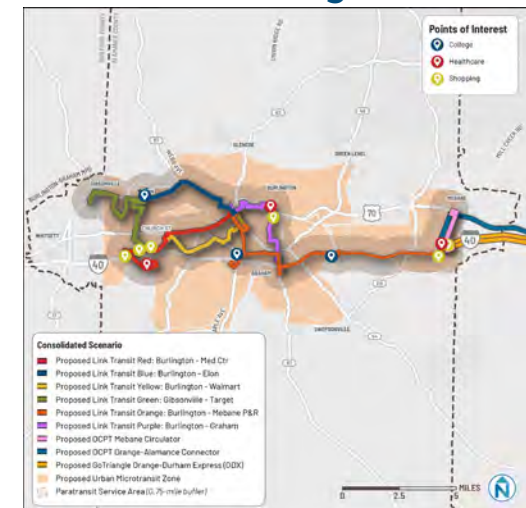 Points of Interest
College
Healthcare
Shopping
GLENCOE
GREEN LEVEL
BURLINGTON
GIBSONVILLE
MEBANE
70
CHURCH ST
WHITSETT
40
40
GRAHAM
SWEPSONVILLE
Consolidated Scenario
Proposed Link Transit Red: Burlington - Med Ctr
Proposed Link Transit Blue: Burlington - Elon
Proposed Link Transit Yellow: Burlington - Walmart
Proposed Link Transit Green: Gibsonville - Target
Proposed Link Transit Orange: Burlington - Mebane P&R
Proposed Link Transit Purple: Burlington - Graham
Proposed OCPT Mebane Circulator
Proposed OCPT Orange-Alamance Connector
Proposed GoTriangle Orange-Durham Express (ODX)
Proposed Urban Microtransit Zone
Paratransit Service Area (0.75-mile buffer)
MILES
0 2.5 5
N